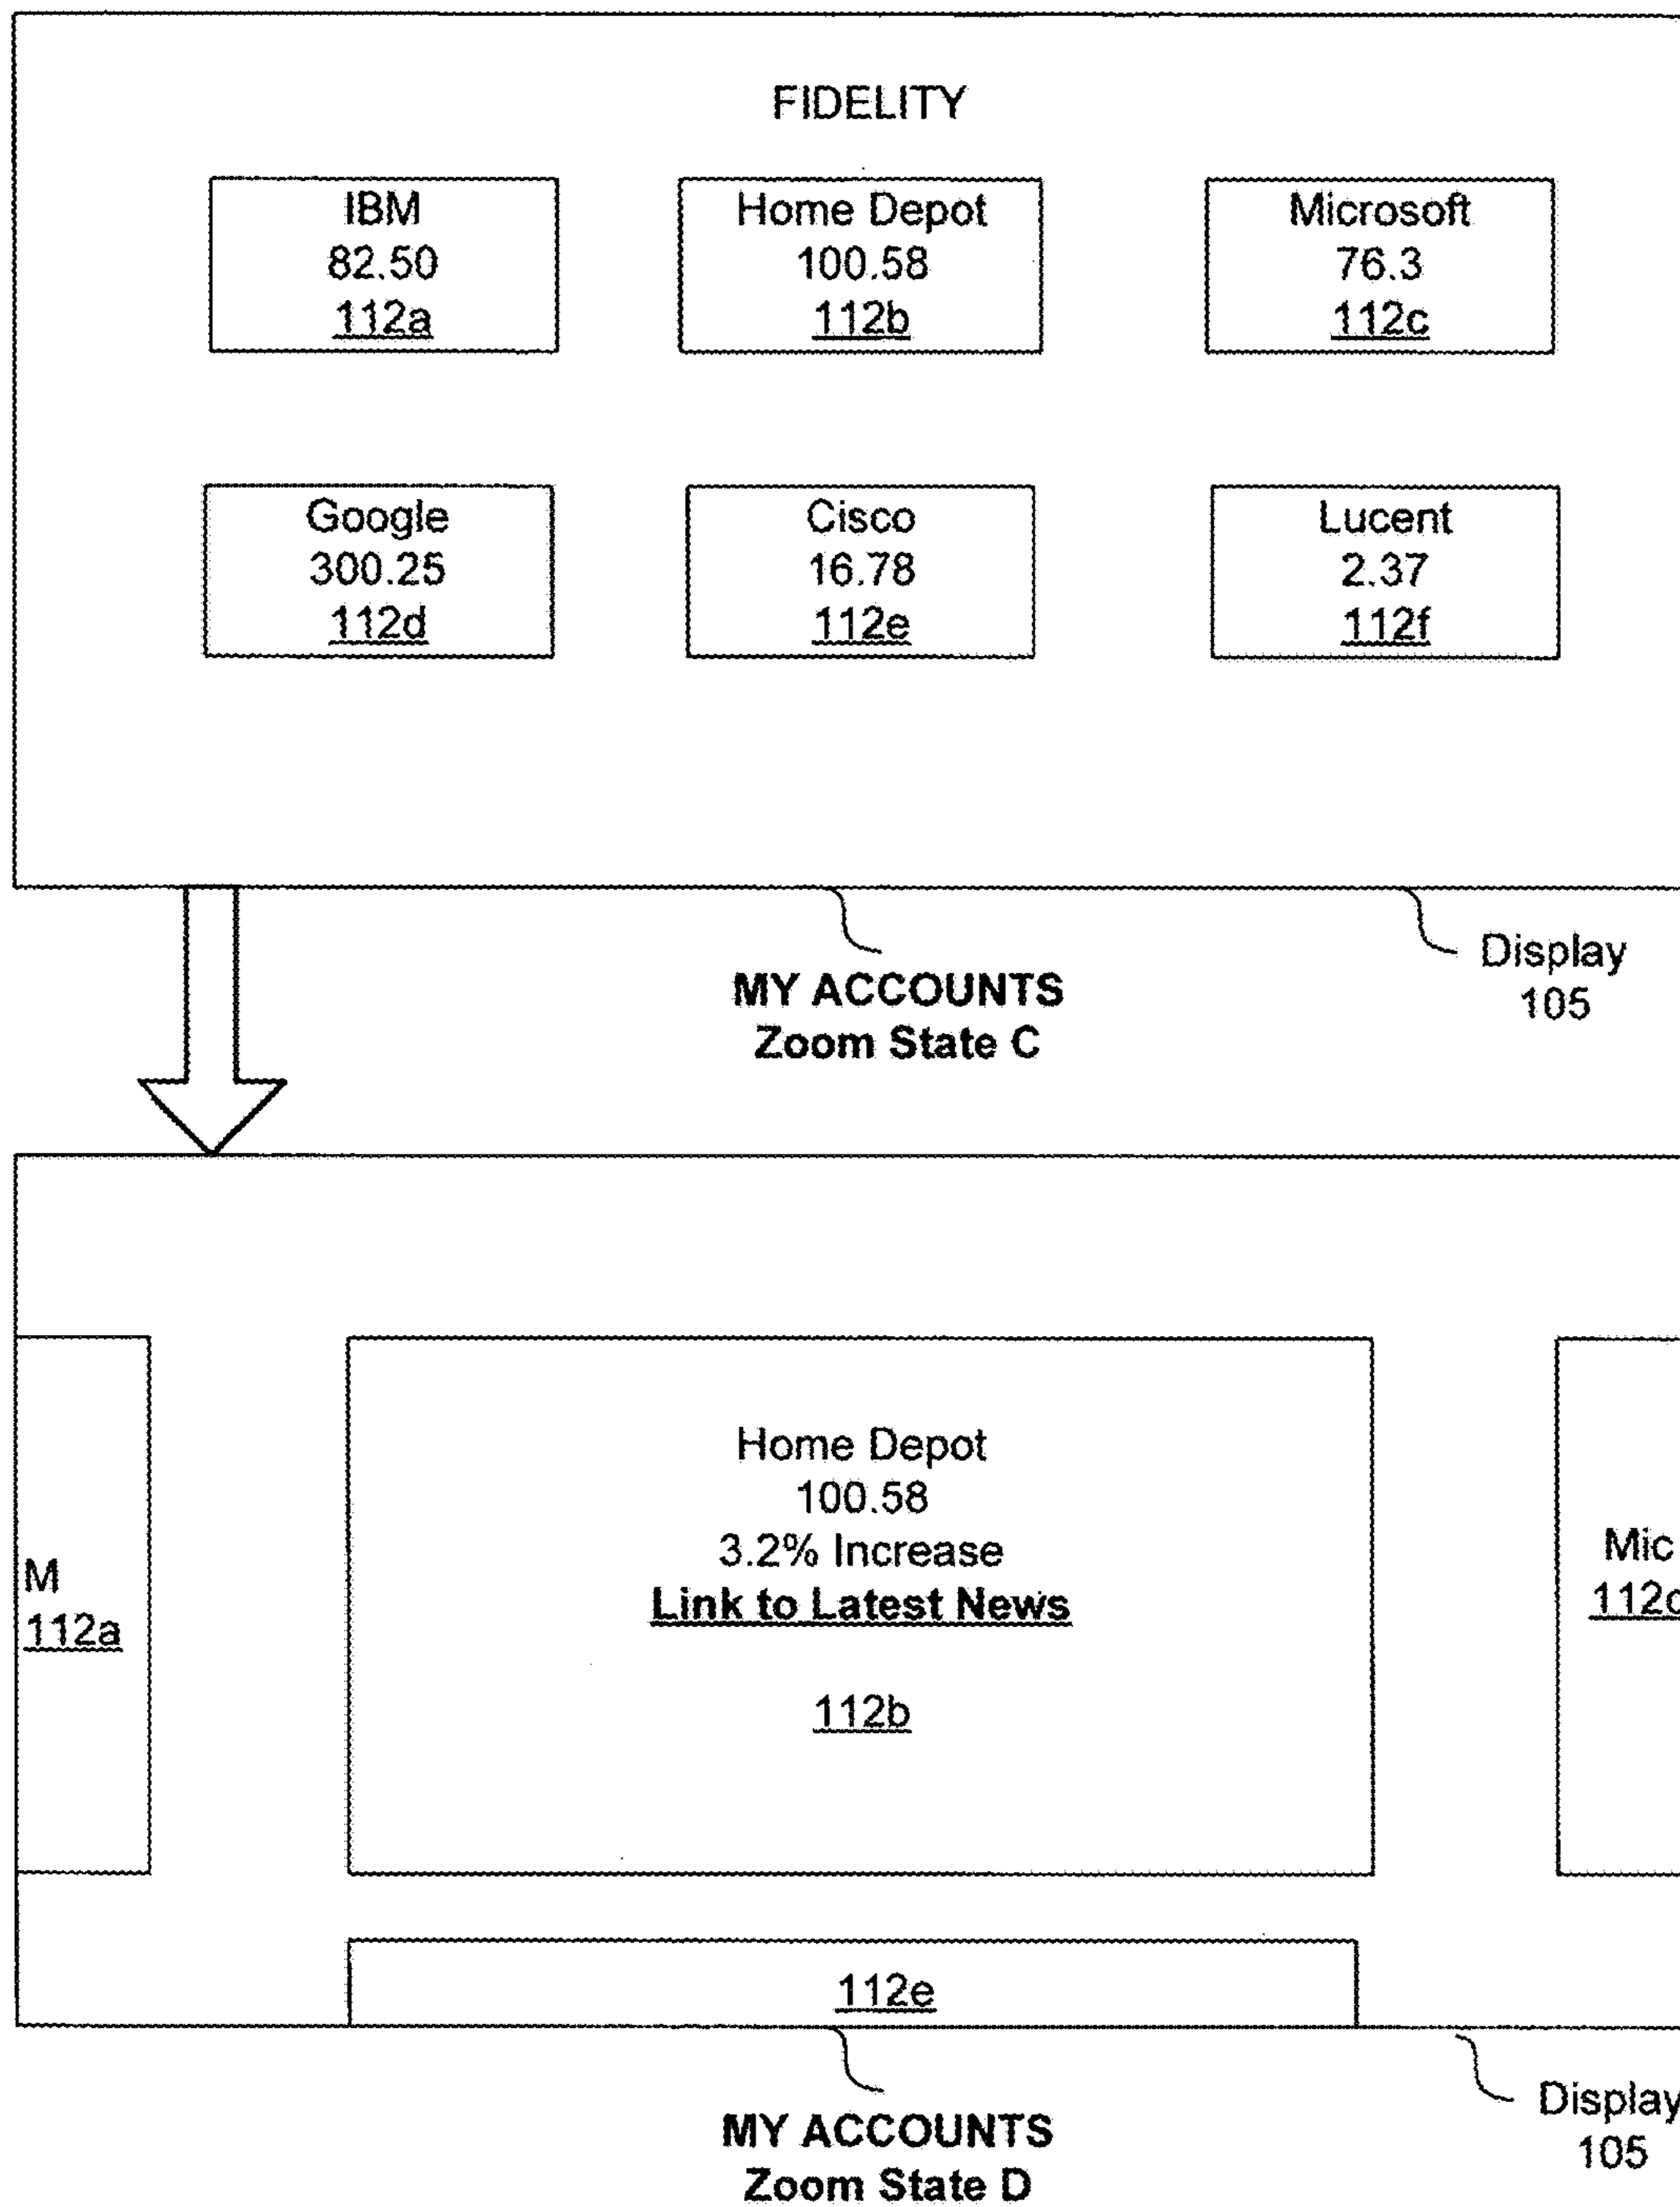 FIDELITY
IBM
82.50
112a
Home Depot
100.58
112b
Microsoft
76.3
112c
Google
300.25
112d
Cisco
16.78
112e
Lucent
2.37
112f
MY ACCOUNTS
Zoom State C
Display
105
M
112a
Home Depot
100.58
3.2% Increase
Link to Latest News
112b
Mic
112c
112e
MY ACCOUNTS
Zoom State D
Display
105